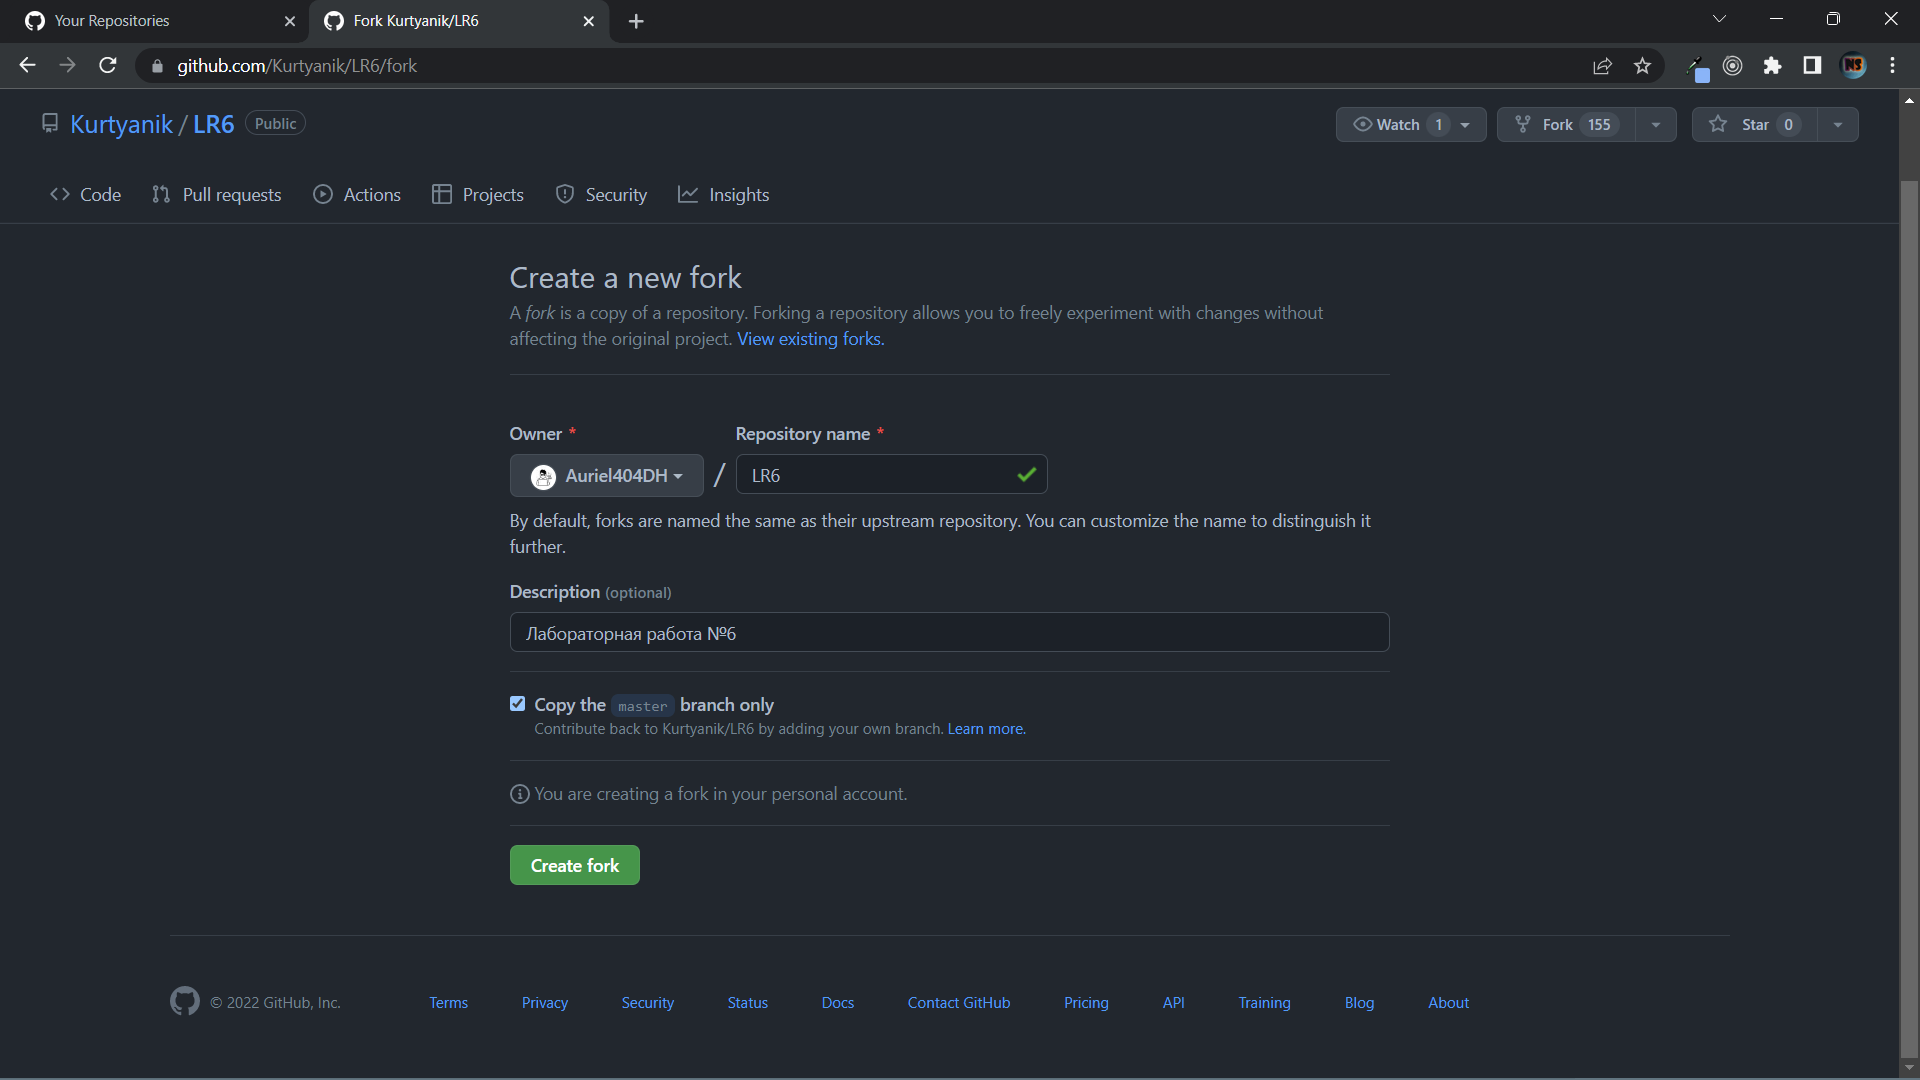 Your Repositories
Fork Kurtyanik/LR6
github.com/Kurtyanik/LR6/fork
NS
Kurtyanik / LR6 Public
Watch 1
Fork 155
Star 0
Code
Pull requests
Actions
Projects
Security
Insights
Create a new fork
A fork is a copy of a repository. Forking a repository allows you to freely experiment with changes without
affecting the original project. View existing forks.
Owner *
Repository name *
Auriel404DH / LR6
By default, forks are named the same as their upstream repository. You can customize the name to distinguish it
further.
Description (optional)
Лабораторная работа №6
Copy the master branch only
Contribute back to Kurtyanik/LR6 by adding your own branch. Learn more.
You are creating a fork in your personal account.
Create fork
© 2022 GitHub, Inc.
Terms
Privacy
Security
Status
Docs
Contact GitHub
Pricing
API
Training
Blog
About